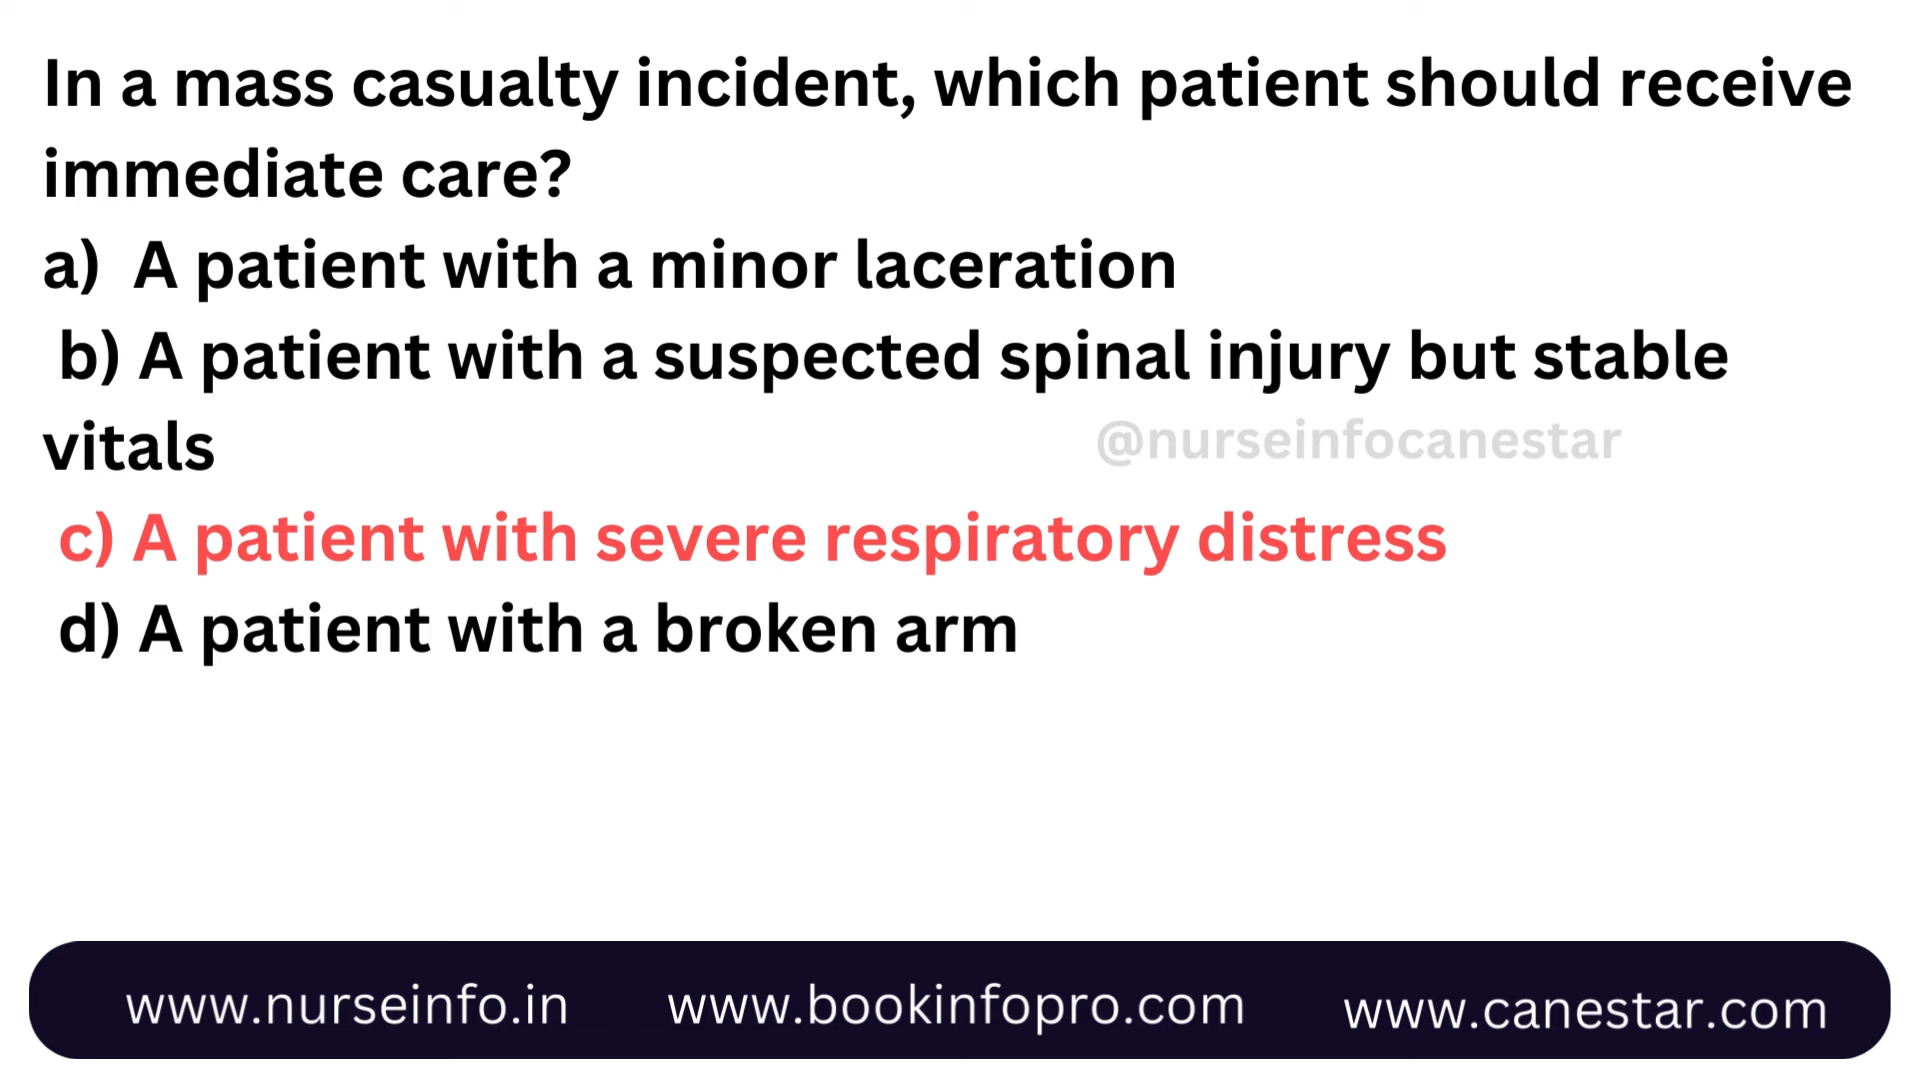 In a mass casualty incident, which patient should receive
immediate care?
a) A patient with a minor laceration
b) A patient with a suspected spinal injury but stable
vitals
@nurseinfocanestar
c) A patient with severe respiratory distress
d) A patient with a broken arm
www.nurseinfo.in www.bookinfopro.com www.canestar.com